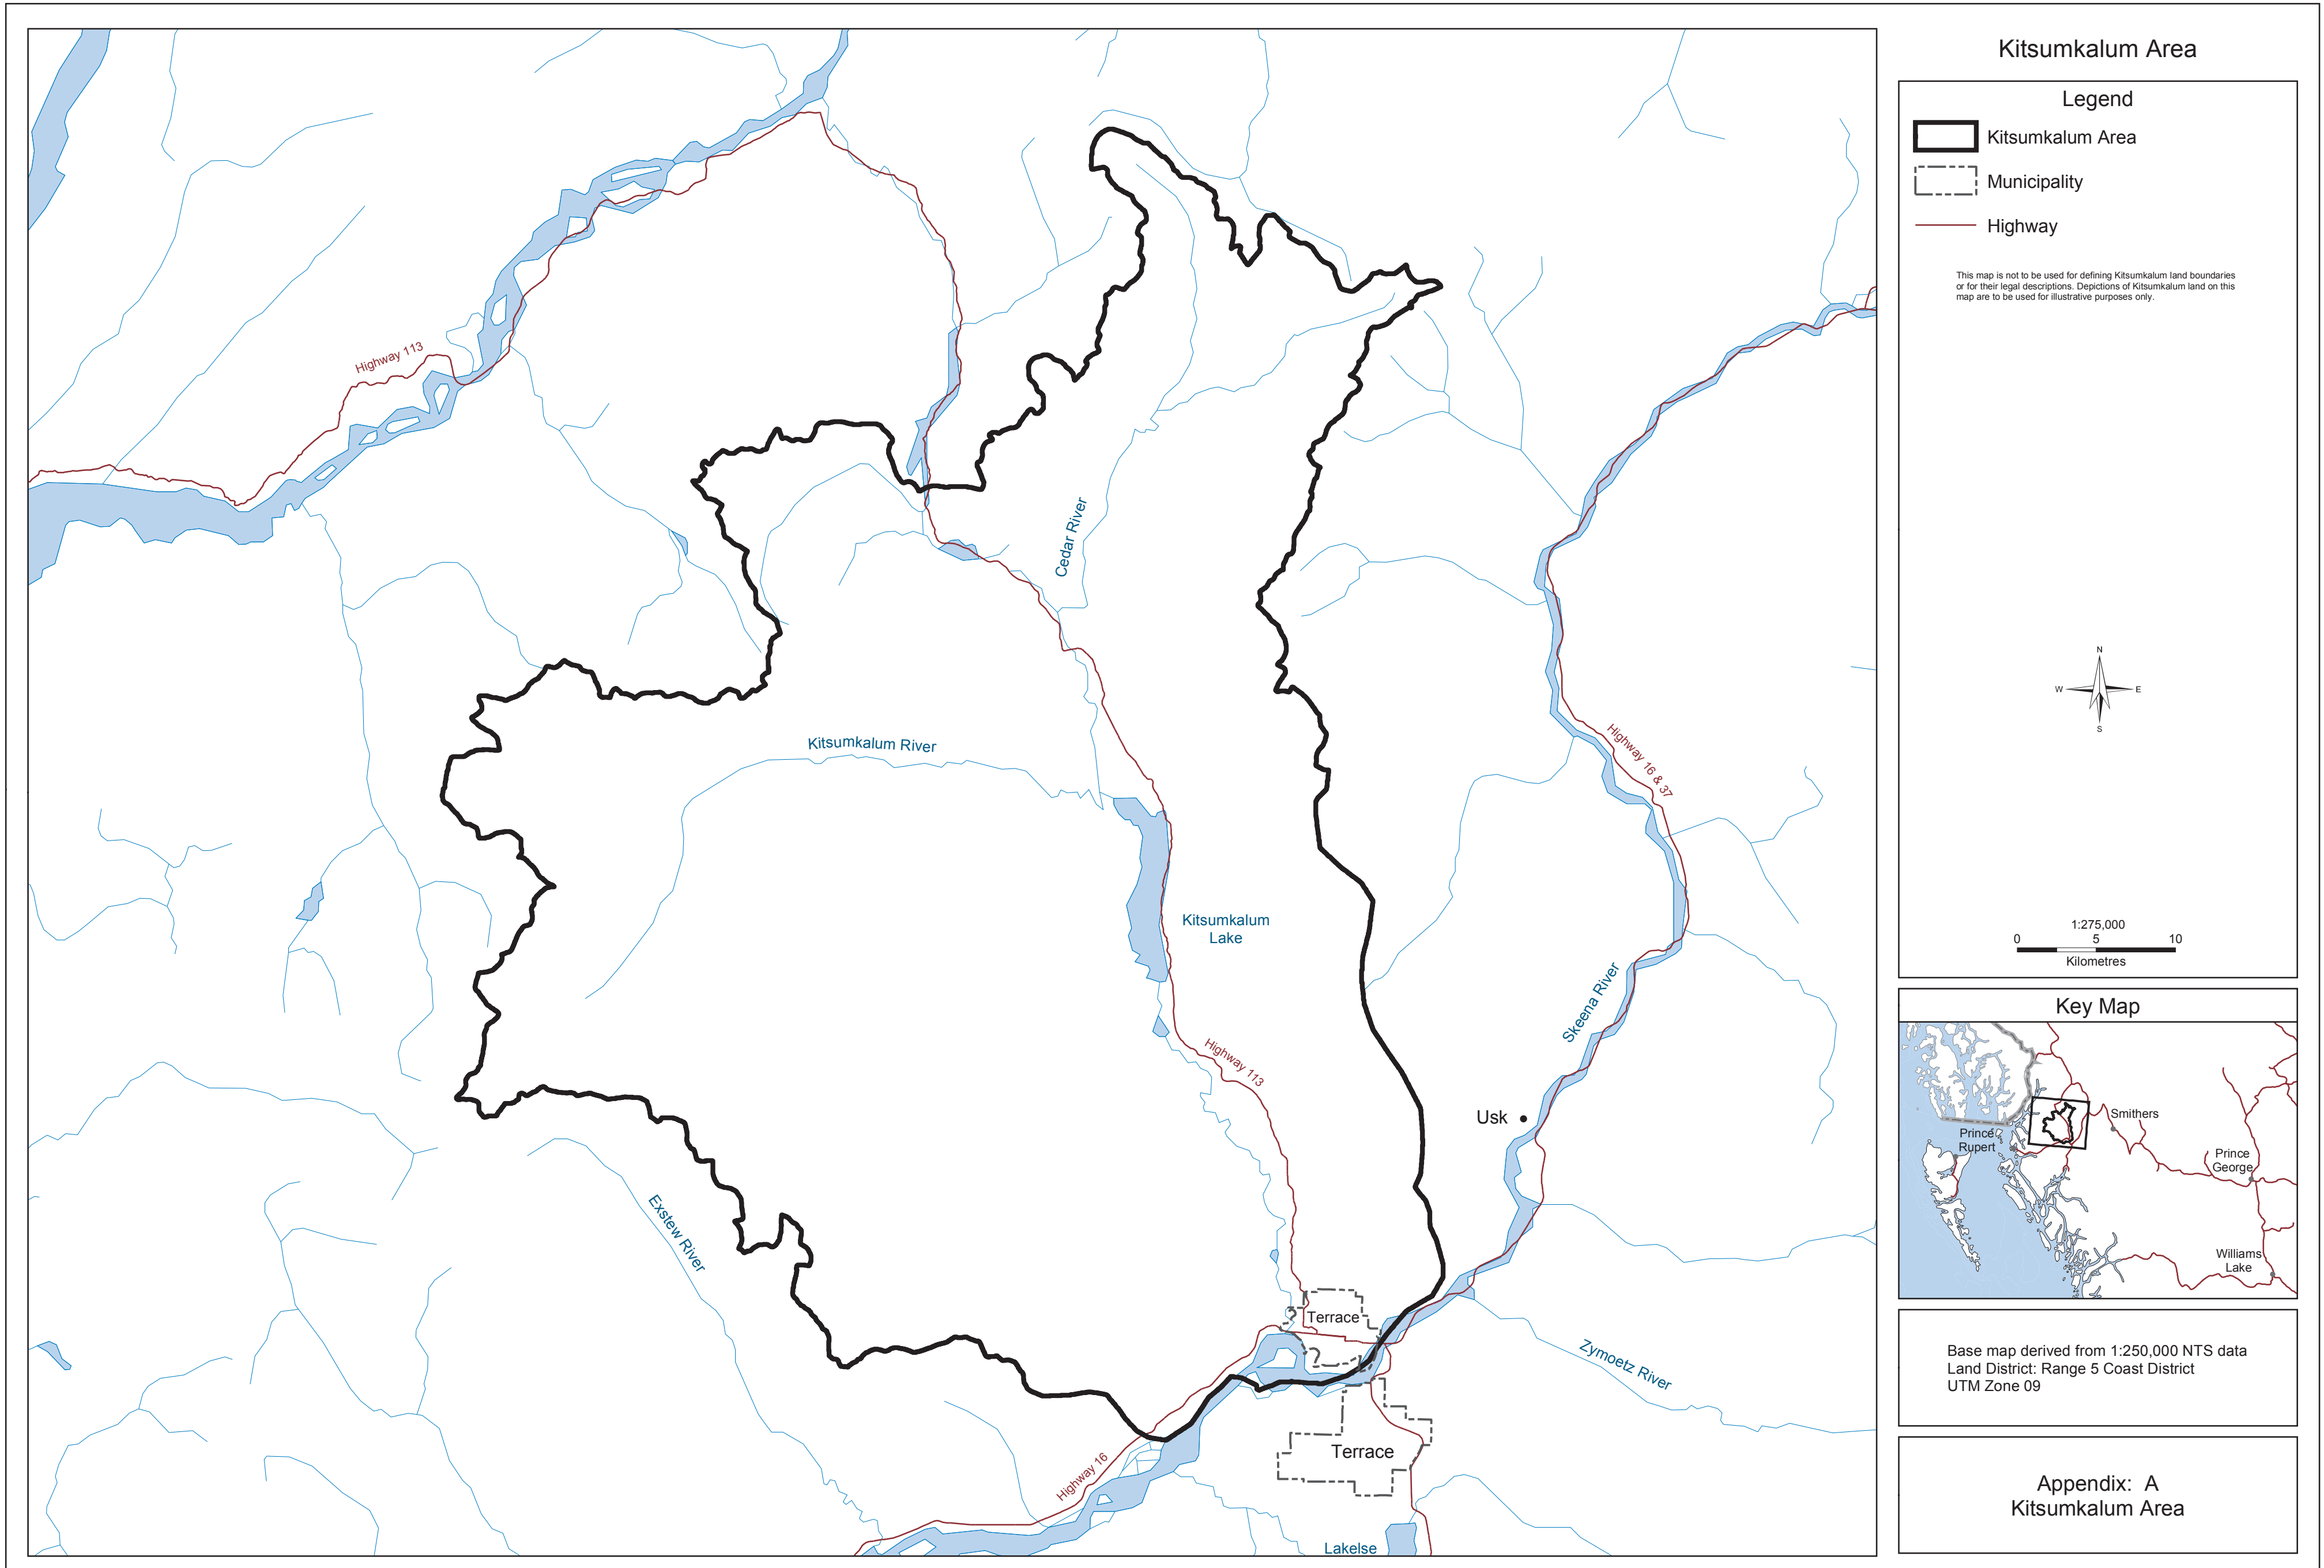 Kitsumkalum Area
Legend
Kitsumkalum Area
Municipality
Highway
This map is not to be used for defining Kitsumkalum land boundaries
or for their legal descriptions. Depictions of Kitsumkalum land on this
map are to be used for illustrative purposes only.
N
W
E
S
1:275,000
0 5 10
Kilometres
Key Map
Smithers
Prince
Rupert
Prince
George
Williams
Lake
Base map derived from 1:250,000 NTS data
Land District: Range 5 Coast District
UTM Zone 09
Appendix: A
Kitsumkalum Area
Highway 113
Cedar River
Kitsumkalum River
Highway 16 & 37
Kitsumkalum
Lake
Skeena River
Highway 113
Usk
Exstew River
Terrace
Zymoetz River
Terrace
Highway 16
Lakelse